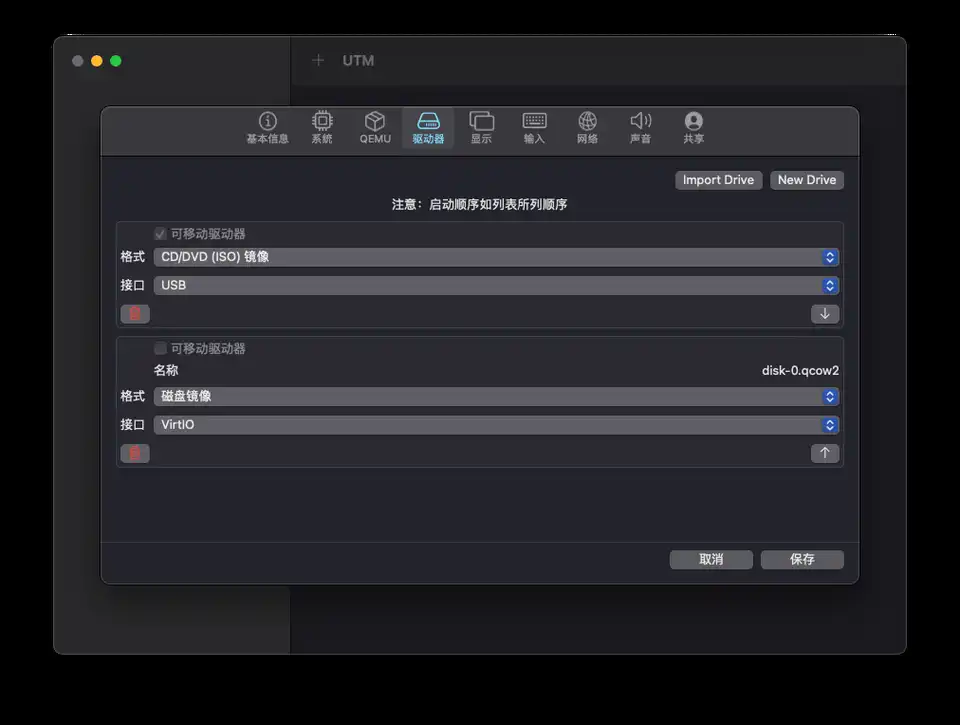 UTM
基本信息 系统 QEMU 驱动器 显示 输入 网络 声音 共享
Import Drive New Drive
注意：启动顺序如列表所列顺序
可移动驱动器
格式 CD/DVD (ISO) 镜像
接口 USB
可移动驱动器
名称 disk-0.qcow2
格式 磁盘镜像
接口 VirtIO
取消 保存